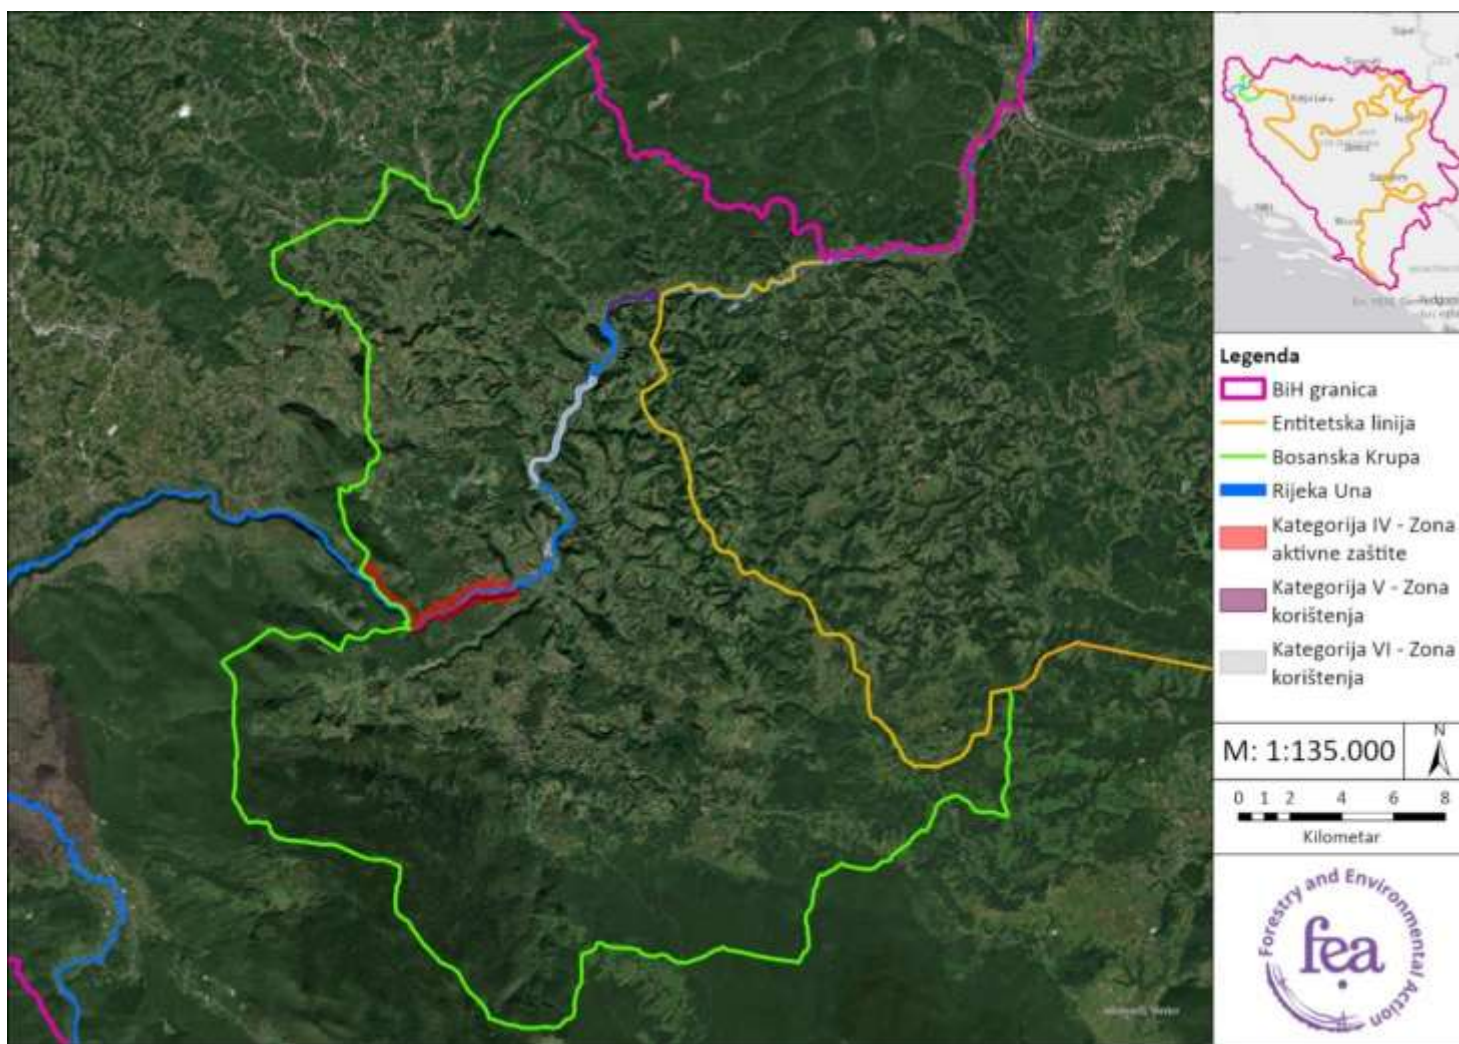 Legenda
BiH granica
Entitetska linija
Bosanska Krupa
Rijeka Una
Kategorija IV - Zona
aktivne zaštite
Kategorija V - Zona
korištenja
Kategorija VI - Zona
korištenja
M: 1:135.000
N
0 1 2 4 6 8
Kilometar
Forestry and Environmental Action
fea